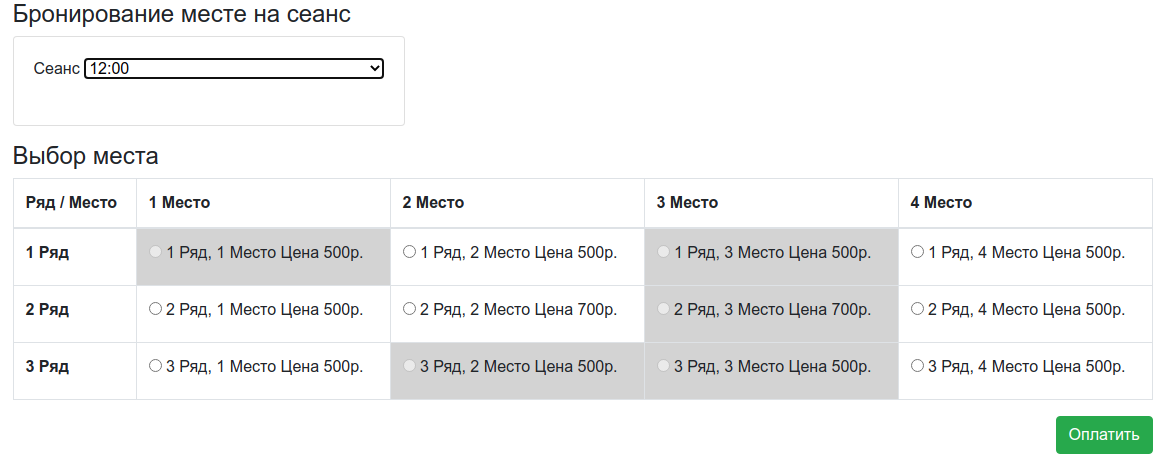 Бронирование месте на сеанс
Сеанс 12:00
Выбор места
Ряд / Место 1 Место 2 Место 3 Место 4 Место
1 Ряд 1 Ряд, 1 Место Цена 500р. 1 Ряд, 2 Место Цена 500р. 1 Ряд, 3 Место Цена 500р. 1 Ряд, 4 Место Цена 500р.
2 Ряд 2 Ряд, 1 Место Цена 500р. 2 Ряд, 2 Место Цена 700р. 2 Ряд, 3 Место Цена 700р. 2 Ряд, 4 Место Цена 500р.
3 Ряд 3 Ряд, 1 Место Цена 500р. 3 Ряд, 2 Место Цена 500р. 3 Ряд, 3 Место Цена 500р. 3 Ряд, 4 Место Цена 500р.
Оплатить